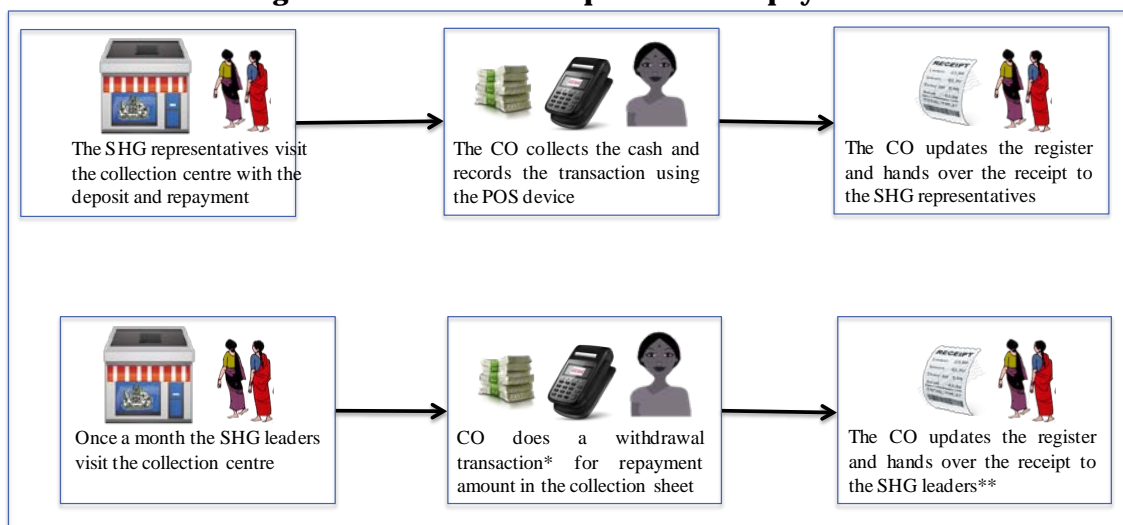 The SHG representatives visit
the collection centre with the
deposit and repayment
The CO collects the cash and
records the transaction using
the POS device
RECEIPT
The CO updates the register
and hands over the receipt to
the SHG representatives
Once a month the SHG leaders
visit the collection centre
CO does a withdrawal
transaction* for repayment
amount in the collection sheet
RECEIPT
The CO updates the register
and hands over the receipt to
the SHG leaders**